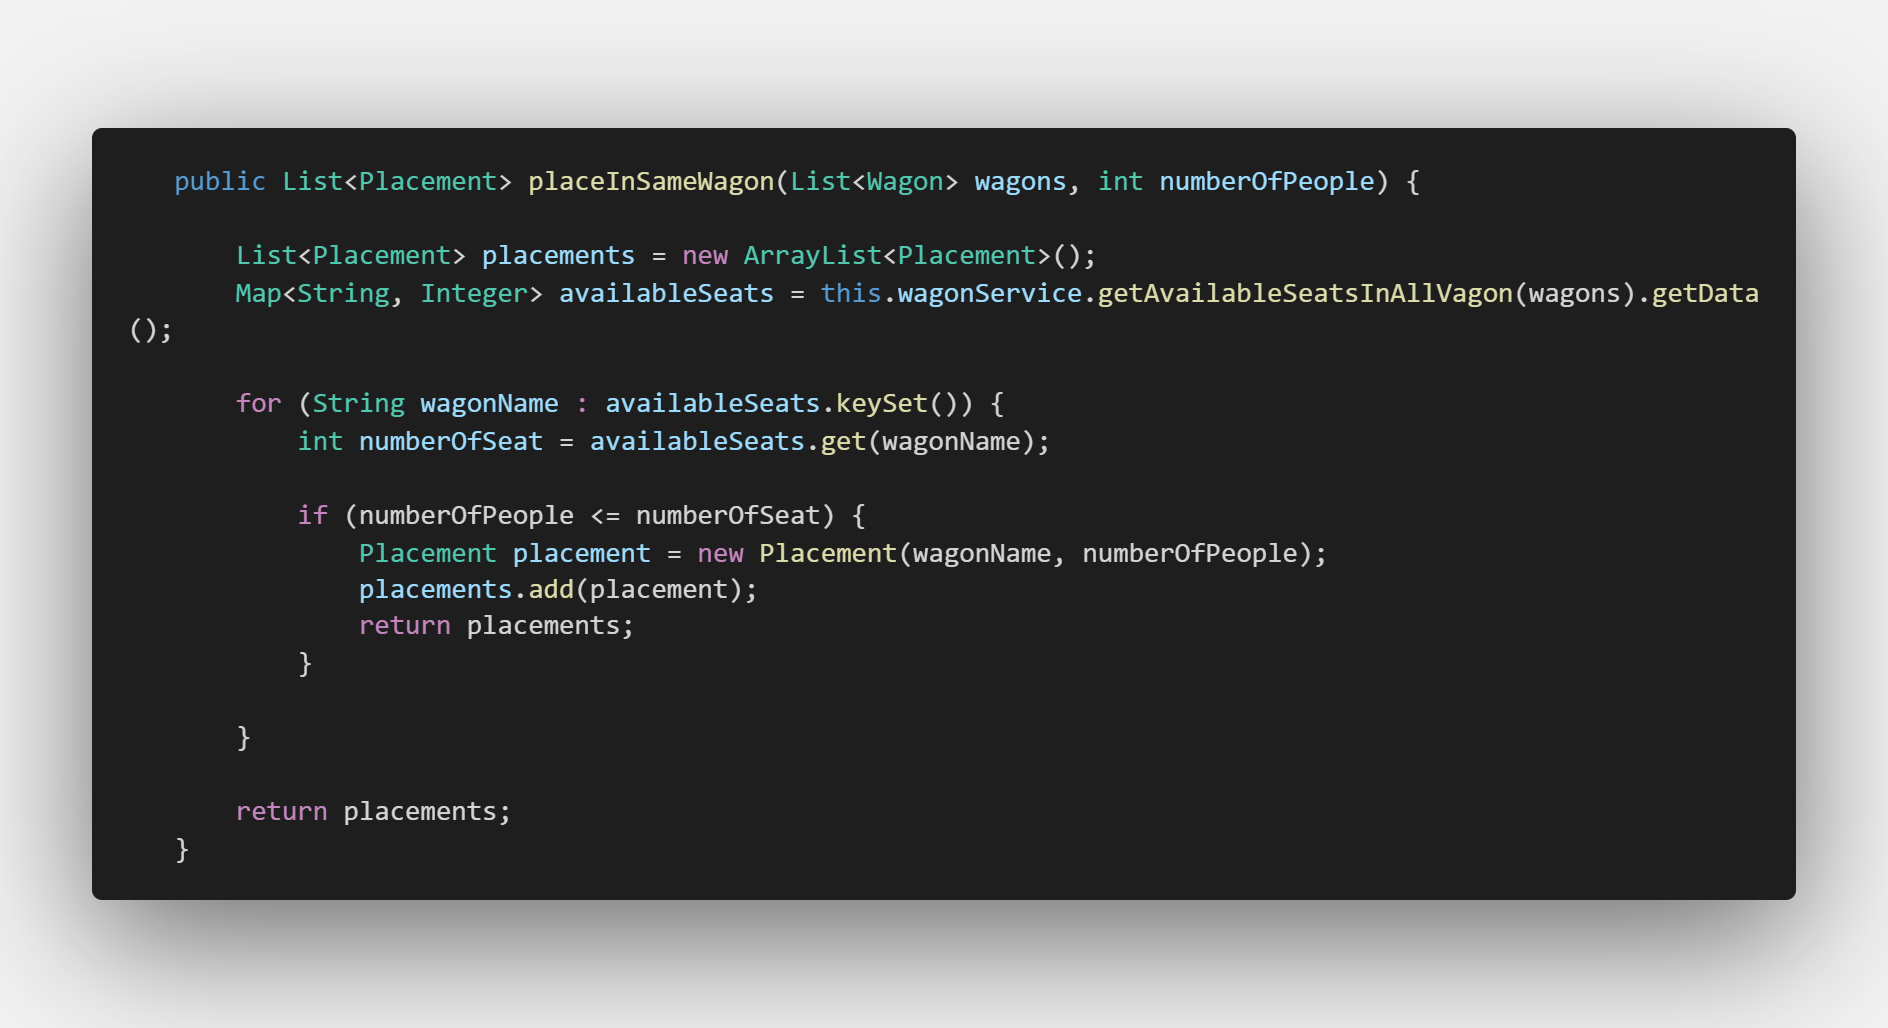 public List<Placement> placeInSameWagon(List<Wagon> wagons, int numberOfPeople) {
List<Placement> placements = new ArrayList<Placement>();
Map<String, Integer> availableSeats = this.wagonService.getAvailableSeatsInAllVagon(wagons).getData
();
for (String wagonName : availableSeats.keySet()) {
int numberOfSeat = availableSeats.get(wagonName);
if (numberOfPeople <= numberOfSeat) {
Placement placement = new Placement(wagonName, numberOfPeople);
placements.add(placement);
return placements;
}
}
return placements;
}